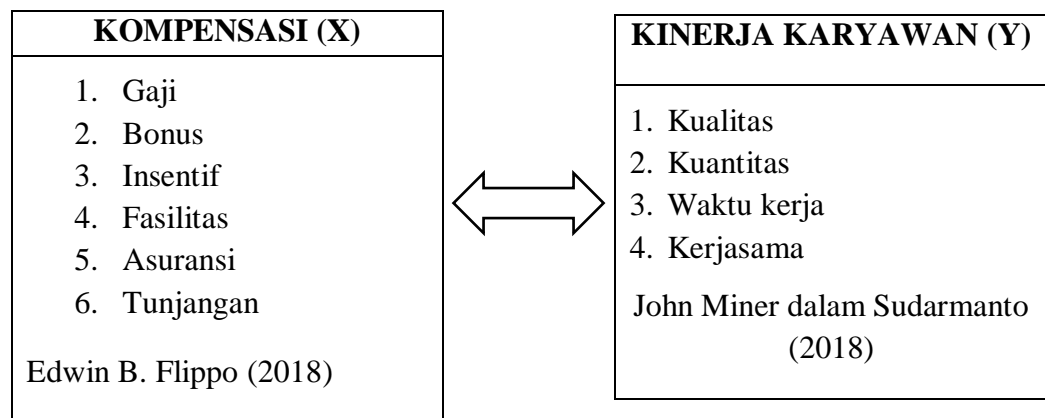 KOMPENSASI (X)
1. Gaji
2. Bonus
3. Insentif
4. Fasilitas
5. Asuransi
6. Tunjangan
Edwin B. Flippo (2018)
KINERJA KARYAWAN (Y)
1. Kualitas
2. Kuantitas
3. Waktu kerja
4. Kerjasama
John Miner dalam Sudarmanto
(2018)